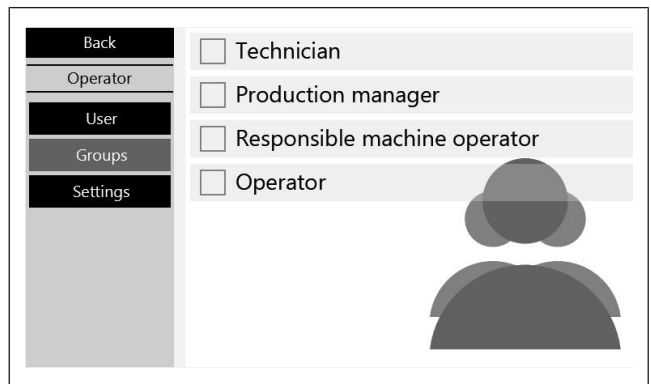 Back
Operator
User
Groups
Settings
Technician
Production manager
Responsible machine operator
Operator